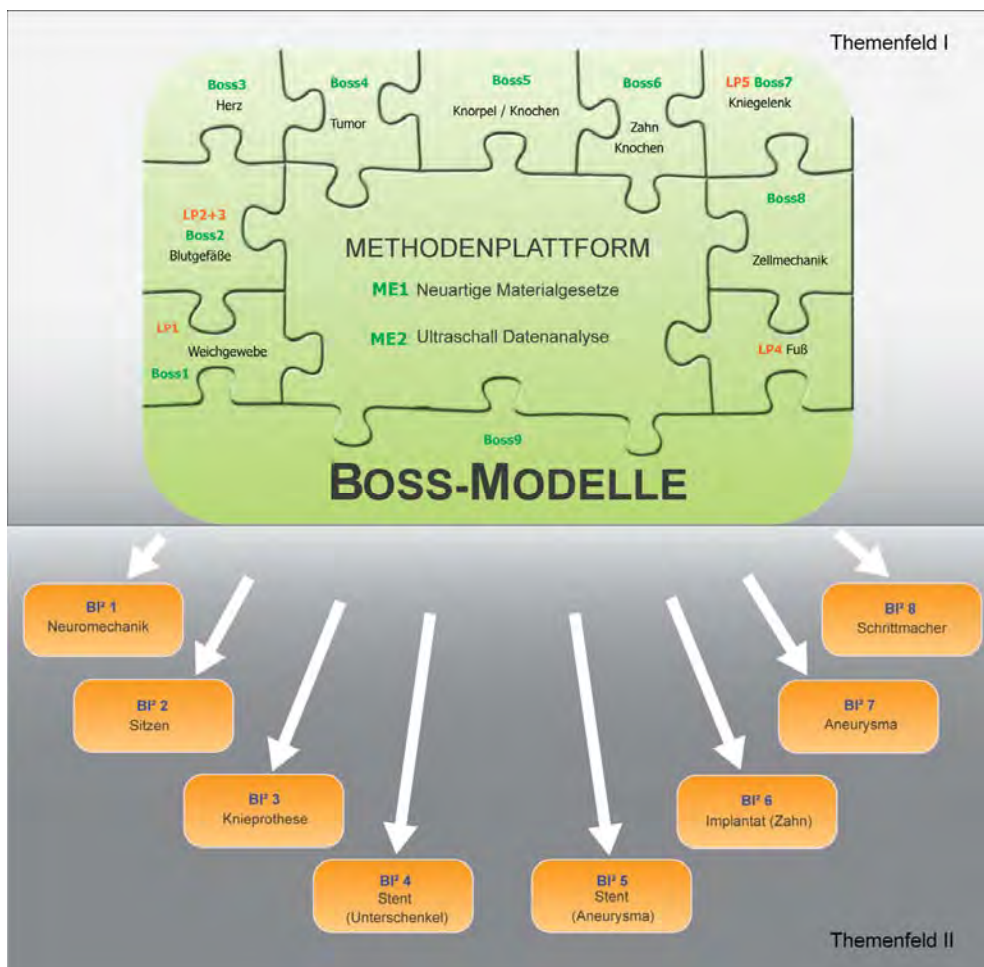 Themenfeld I
Boss3
Herz
Boss4
Tumor
Boss5
Knorpel / Knochen
Boss6
Zahn
Knochen
LP5 Boss7
Kniegelenk
LP2+3
Boss2
Blutgefäße
METHODENPLATTFORM
ME1 Neuartige Materialgesetze
ME2 Ultraschall Datenanalyse
Boss8
Zellmechanik
LP1
Weichgewebe
Boss1
LP4 Fuß
Boss9
BOSS-MODELLE
BI² 1
Neuromechanik
BI² 8
Schrittmacher
BI² 2
Sitzen
BI² 7
Aneurysma
BI² 3
Knieprothese
BI² 6
Implantat (Zahn)
BI² 4
Stent
(Unterschenkel)
BI² 5
Stent
(Aneurysma)
Themenfeld II